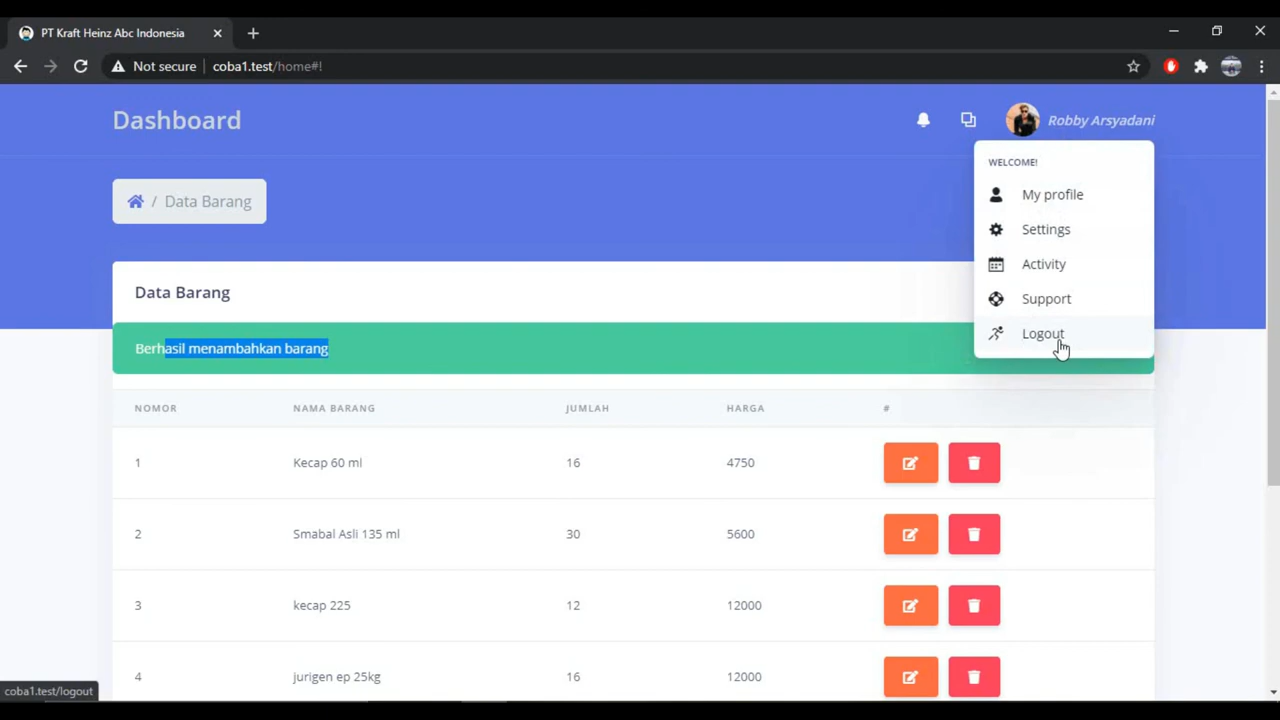 PT Kraft Heinz Abc Indonesia
Not secure
coba1.test/home#!
Dashboard
Robby Arsyadani
WELCOME!
My profile
Settings
Activity
Support
Logout
/ Data Barang
Data Barang
Berhasil menambahkan barang
NOMOR NAMA BARANG JUMLAH HARGA #
1 Kecap 60 ml 16 4750
2 Smabal Asli 135 ml 30 5600
3 kecap 225 12 12000
4 jurigen ep 25kg 16 12000
coba1.test/logout